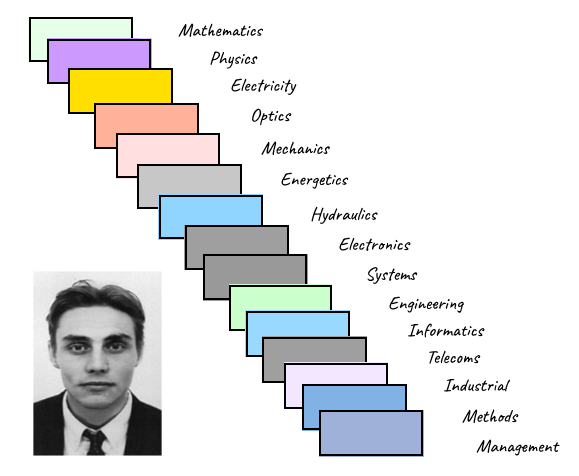 Mathematics
Physics
Electricity
Optics
Mechanics
Energetics
Hydraulics
Electronics
Systems
Engineering
Informatics
Telecoms
Industrial
Methods
Management